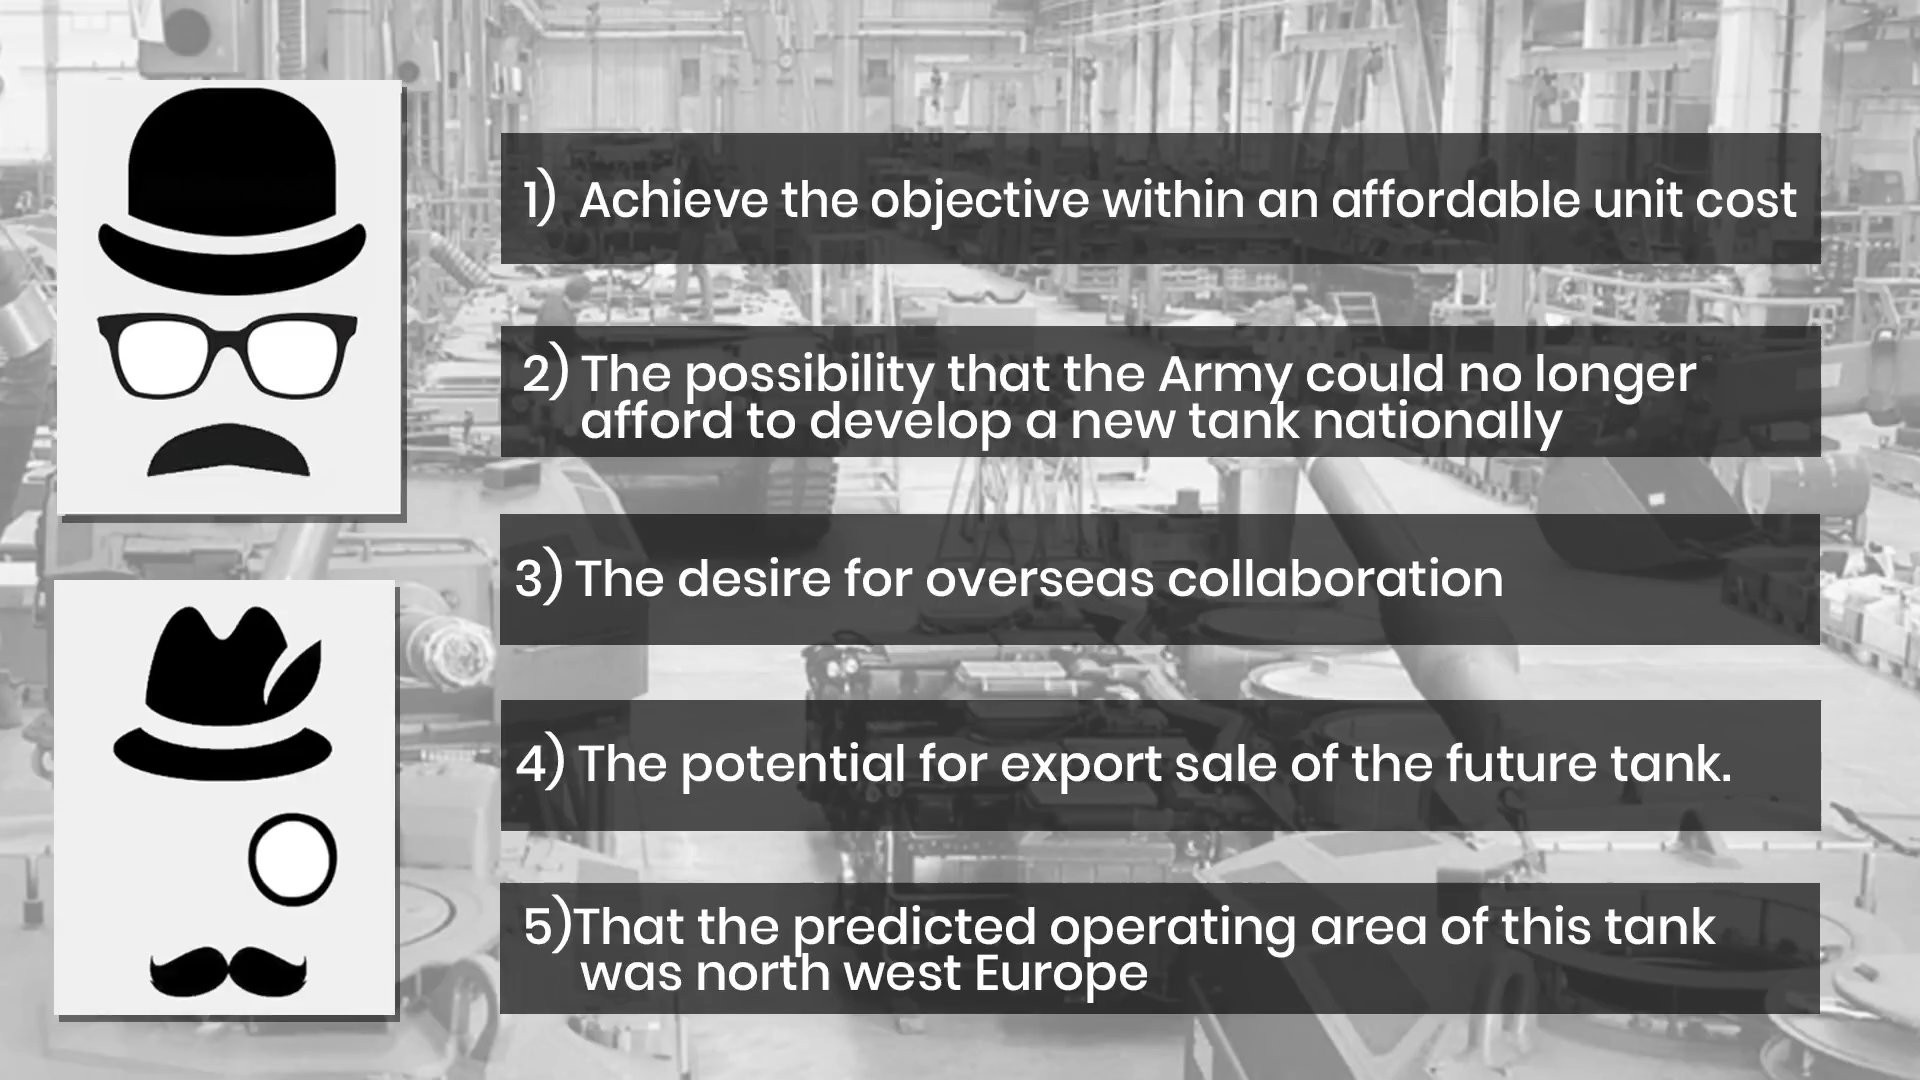 1) Achieve the objective within an affordable unit cost
2) The possibility that the Army could no longer
afford to develop a new tank nationally
3) The desire for overseas collaboration
4) The potential for export sale of the future tank.
5)That the predicted operating area of this tank
was north west Europe